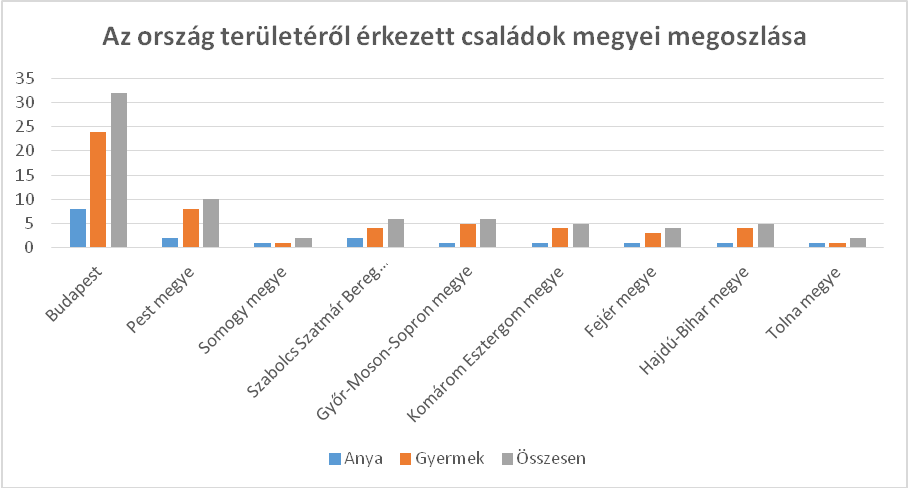 Az ország területéről érkezett családok megyei megoszlása
35
30
25
20
15
10
5
0
Budapest
Pest megye
Somogy megye
Szabolcs Szatmár Bereg...
Győr-Moson-Sopron megye
Komárom Esztergom megye
Fejér megye
Hajdú-Bihar megye
Tolna megye
Anya Gyermek Összesen